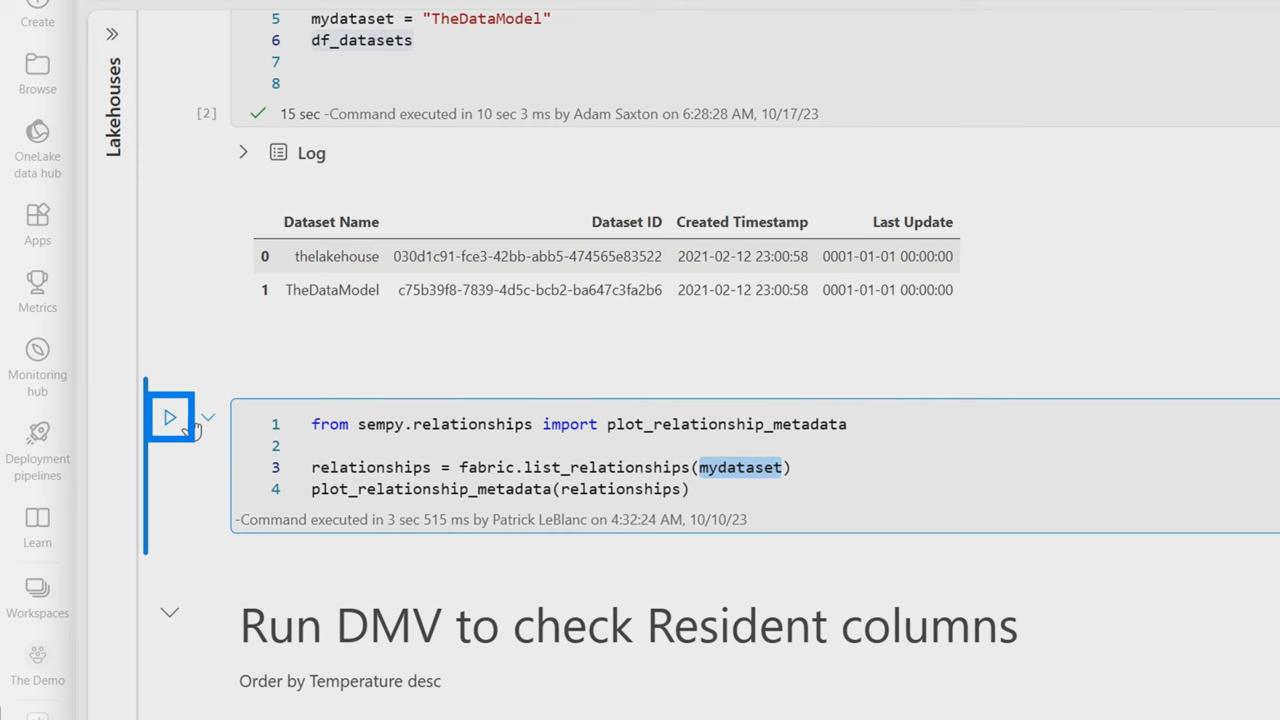 Create
Browse
OneLake
data hub
Apps
Metrics
Monitoring
hub
Deployment
pipelines
Learn
Workspaces
The Demo
Lakehouses
5 mydataset = "TheDataModel"
6 df_datasets
7
8
[2] 15 sec -Command executed in 10 sec 3 ms by Adam Saxton on 6:28:28 AM, 10/17/23
Log
Dataset Name Dataset ID Created Timestamp Last Update
0 thelakehouse 030d1c91-fce3-42bb-abb5-474565e83522 2021-02-12 23:00:58 0001-01-01 00:00:00
1 TheDataModel c75b39f8-7839-4d5c-bcb2-ba647c3fa2b6 2021-02-12 23:00:58 0001-01-01 00:00:00
1 from sempy.relationships import plot_relationship_metadata
2
3 relationships = fabric.list_relationships(mydataset)
4 plot_relationship_metadata(relationships)
-Command executed in 3 sec 515 ms by Patrick LeBlanc on 4:32:24 AM, 10/10/23
Run DMV to check Resident columns
Order by Temperature desc